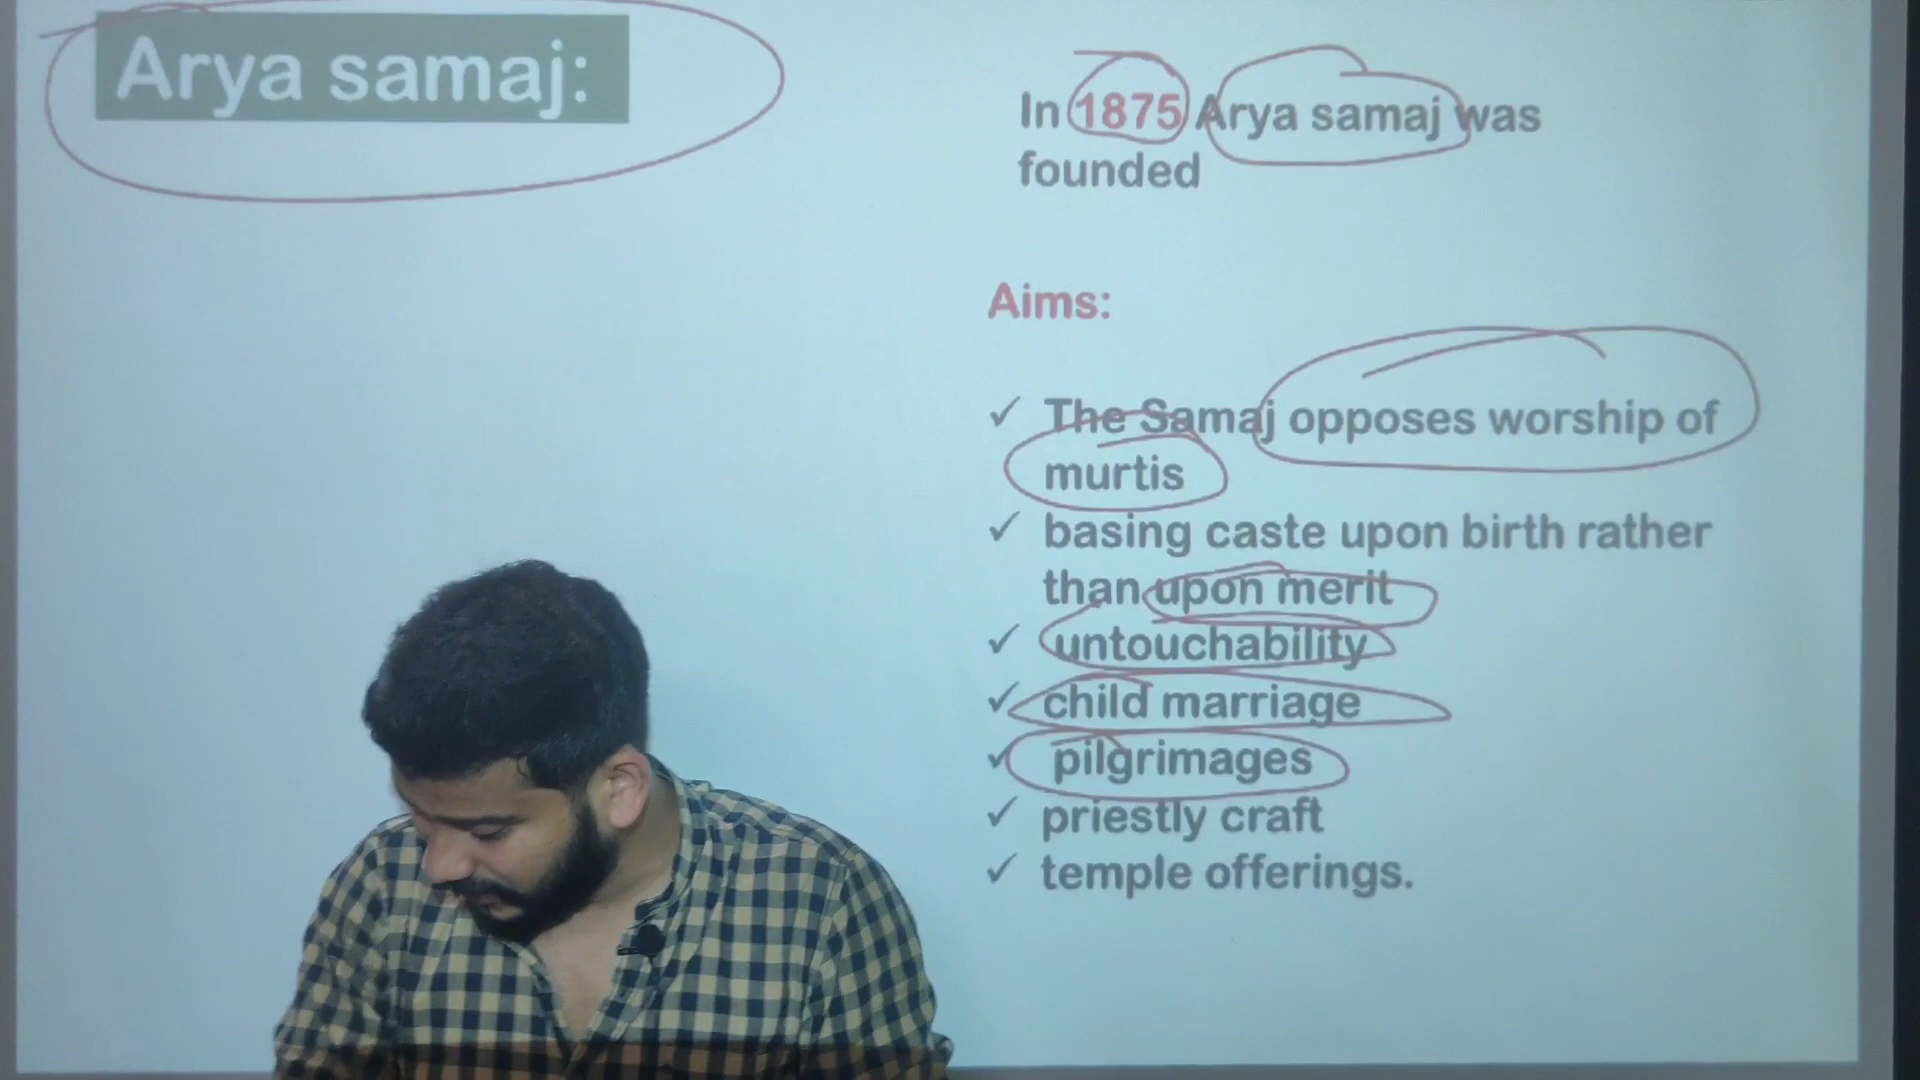 Arya samaj:
In 1875 Arya samaj was
founded
Aims:
✓ The Samaj opposes worship of
murtis
✓ basing caste upon birth rather
than upon merit
✓ untouchability
✓ child marriage
✓ pilgrimages
✓ priestly craft
✓ temple offerings.